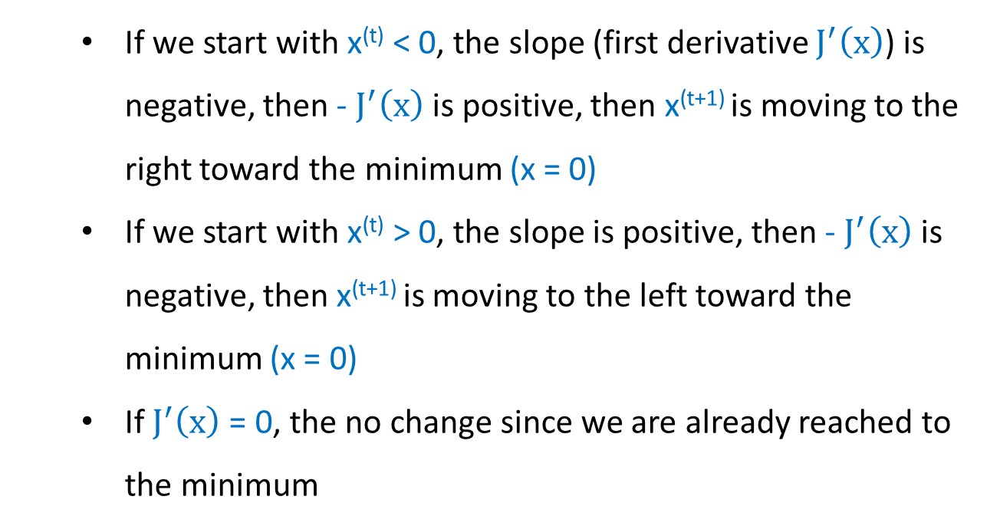 • If we start with x⁽ᵗ⁾ < 0, the slope (first derivative J′(x)) is
negative, then - J′(x) is positive, then x⁽ᵗ⁺¹⁾ is moving to the
right toward the minimum (x = 0)
• If we start with x⁽ᵗ⁾ > 0, the slope is positive, then - J′(x) is
negative, then x⁽ᵗ⁺¹⁾ is moving to the left toward the
minimum (x = 0)
• If J′(x) = 0, the no change since we are already reached to
the minimum